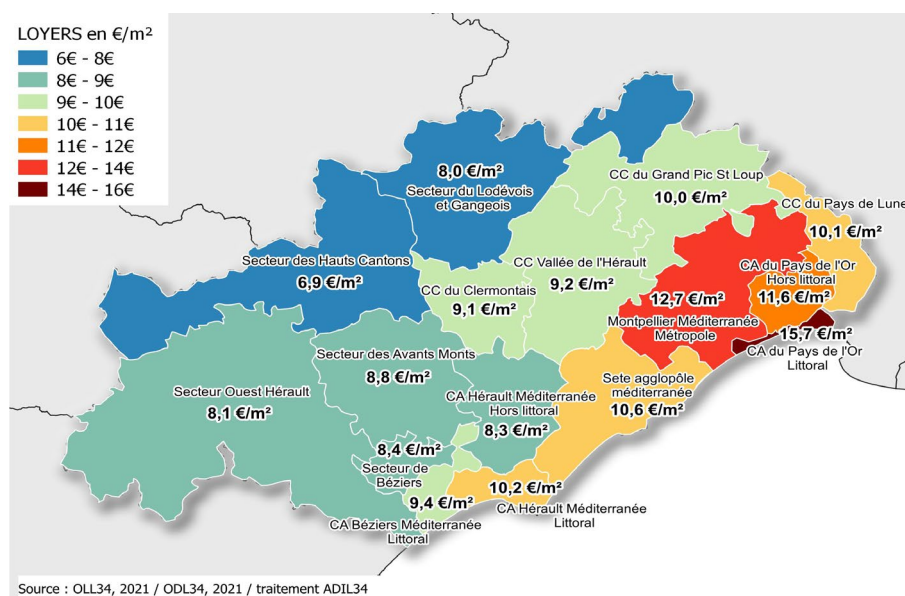 LOYERS en €/m²
6€ - 8€
8€ - 9€
9€ - 10€
10€ - 11€
11€ - 12€
12€ - 14€
14€ - 16€
8,0 €/m²
Secteur du Lodévois
et Gangeois
CC du Grand Pic St Loup
10,0 €/m²
CC du Pays de Lunel
10,1 €/m²
Secteur des Hauts Cantons
6,9 €/m²
CC du Clermontais
9,1 €/m²
CC Vallée de l'Hérault
9,2 €/m²
CA du Pays de l'Or
Hors littoral
11,6 €/m²
12,7 €/m²
Montpellier Méditerranée
Métropole
15,7 €/m²
CA du Pays de l'Or
Littoral
Secteur des Avants Monts
8,8 €/m²
Secteur Ouest Hérault
8,1 €/m²
CA Hérault Méditerranée
Hors littoral
8,3 €/m²
Sete agglopôle
méditerranée
10,6 €/m²
8,4 €/m²
Secteur de
Béziers
9,4 €/m²
CA Béziers Méditerranée
Littoral
10,2 €/m²
CA Hérault Méditerranée
Littoral
Source : OLL34, 2021 / ODL34, 2021 / traitement ADIL34